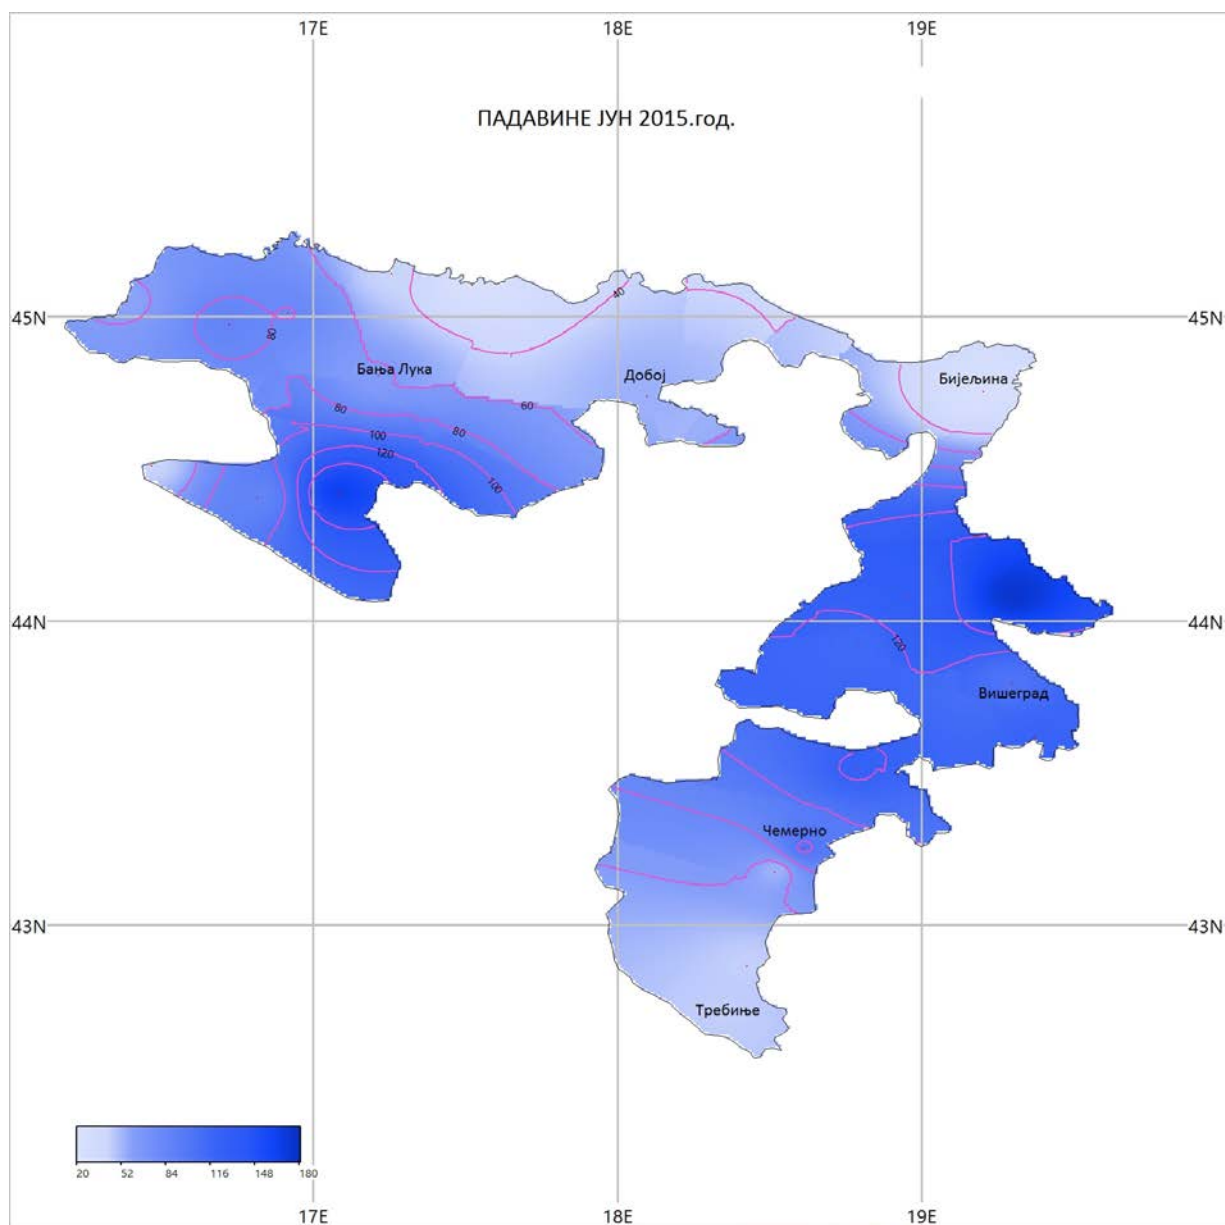 17E 18E 19E
ПАДАВИНЕ ЈУН 2015.год.
40
45N 45N
80
Бања Лука
Добој
Бијељина
80
60
100
80
120
100
44N 44N
120
Вишеград
Чемерно
43N 43N
Требиње
20 52 84 116 148 180
17E 18E 19E